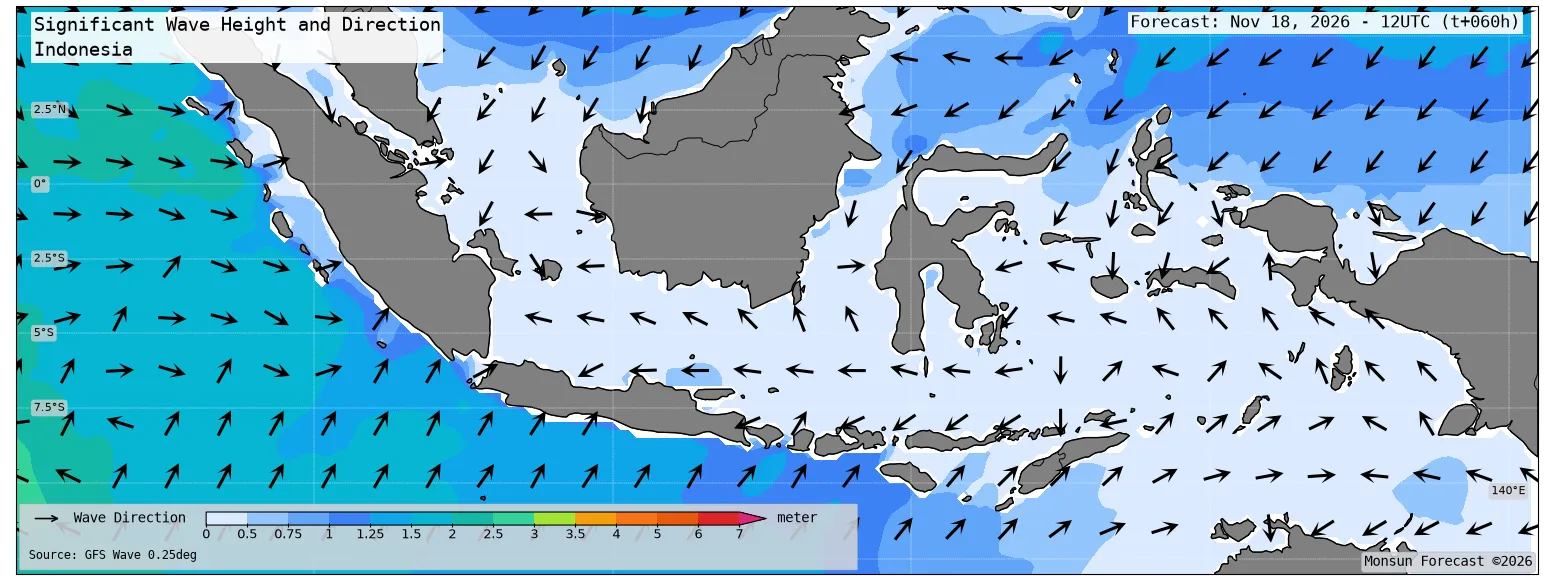 Significant Wave Height and Direction
Indonesia
Forecast: Nov 18, 2026 - 12UTC (t+060h)
2.5°N
0°
2.5°S
5°S
7.5°S
140°E
Wave Direction
meter
0 0.5 0.75 1 1.25 1.5 2 2.5 3 3.5 4 5 6 7
Source: GFS Wave 0.25deg
Monsun Forecast ©2026